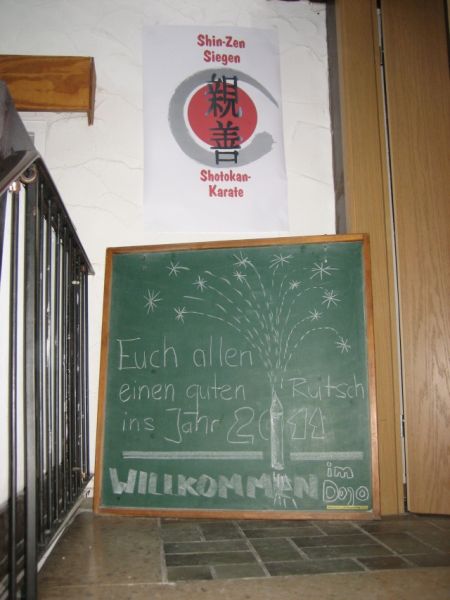 Shin-Zen
Siegen
親
善
Shotokan-
Karate
Euch allen
einen guten Rutsch
ins Jahr 2011
WILLKOMMEN im
Dojo